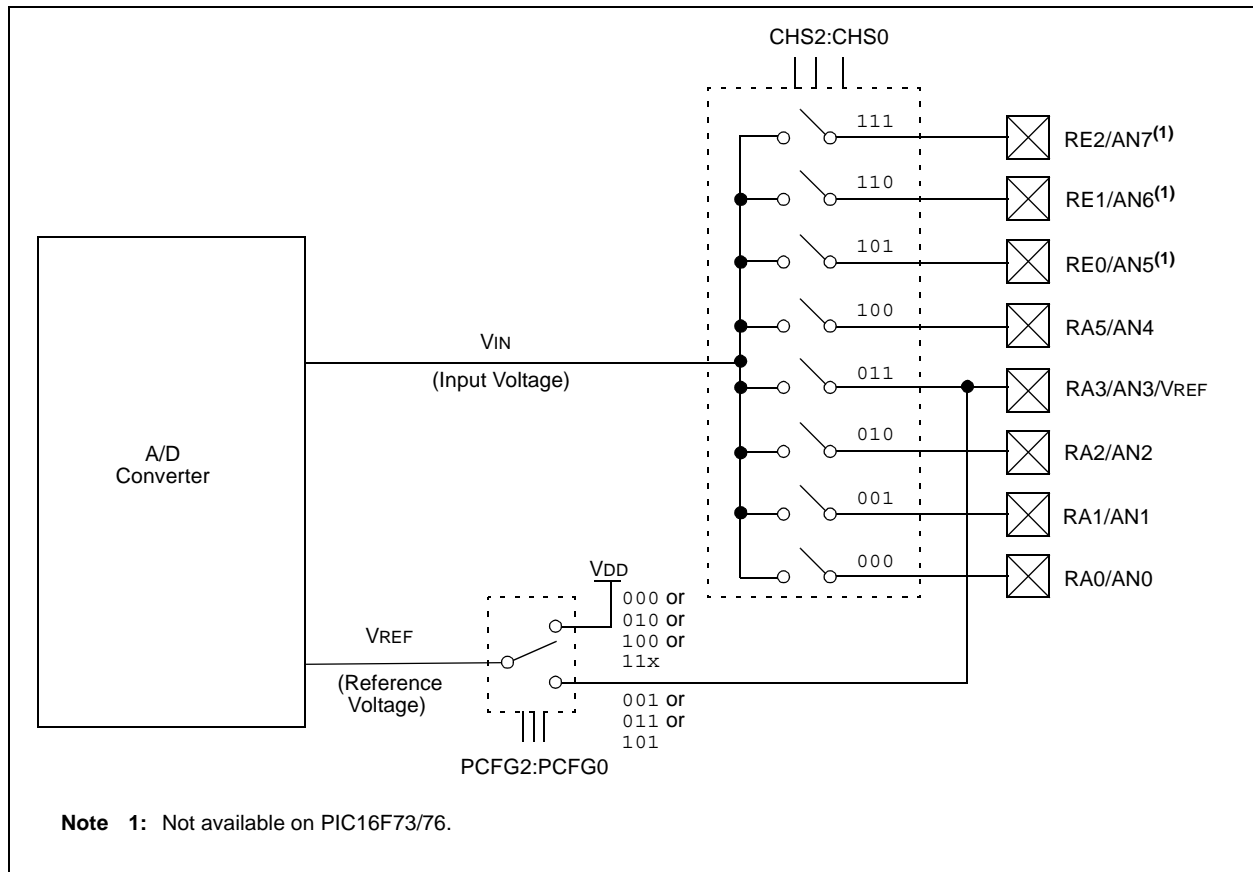 CHS2:CHS0
111
RE2/AN7(1)
110
RE1/AN6(1)
101
RE0/AN5(1)
100
RA5/AN4
VIN
(Input Voltage)
011
RA3/AN3/VREF
A/D
Converter
010
RA2/AN2
001
RA1/AN1
000
RA0/AN0
VDD
000 or
010 or
100 or
11x
VREF
(Reference
Voltage)
001 or
011 or
101
PCFG2:PCFG0
Note 1: Not available on PIC16F73/76.